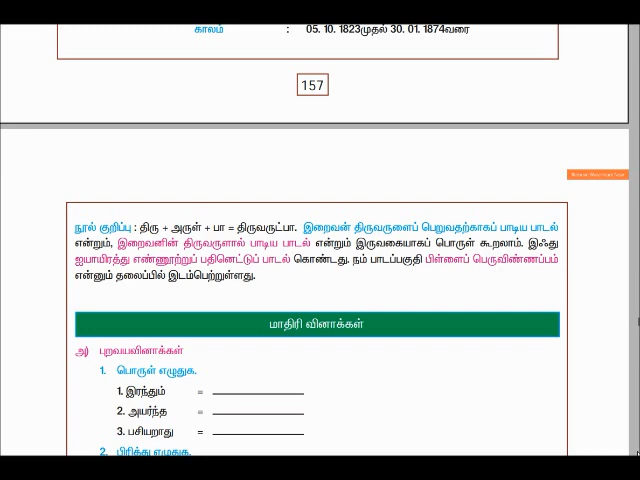 காலம் : 05. 10. 1823முதல் 30. 01. 1874வரை
157
நூல் குறிப்பு : திரு + அருள் + பா = திருவருட்பா. இறைவன் திருவருளைப் பெறுவதற்காகப் பாடிய பாடல்
என்றும், இறைவனின் திருவருளால் பாடிய பாடல் என்றும் இருவகையாகப் பொருள் கூறலாம். இஃது
ஐயாயிரத்து எண்ணூற்றுப் பதினெட்டுப் பாடல் கொண்டது. நம் பாடப்பகுதி பிள்ளைப் பெருவிண்ணப்பம்
என்னும் தலைப்பில் இடம்பெற்றுள்ளது.
மாதிரி வினாக்கள்
அ) புறவயவினாக்கள்
1. பொருள் எழுதுக.
1. இரந்தும் =
2. அயர்ந்த =
3. பசியறாது =
2. பிரித்து எழுதுக.